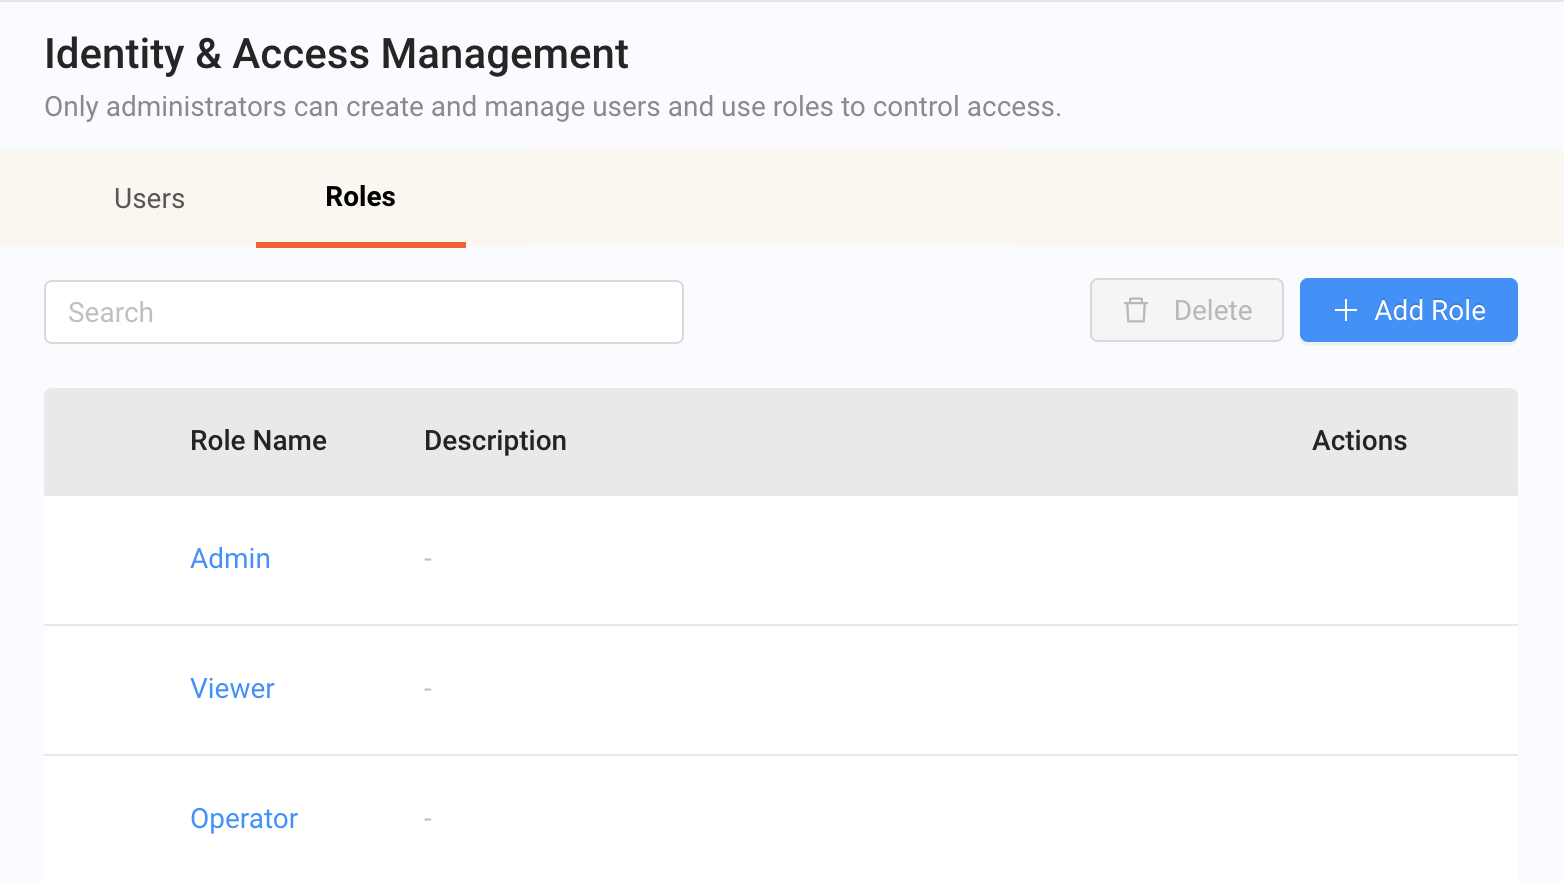 Identity & Access Management
Only administrators can create and manage users and use roles to control access.
Users Roles
Search Delete Add Role
Role Name Description Actions
Admin -
Viewer -
Operator -